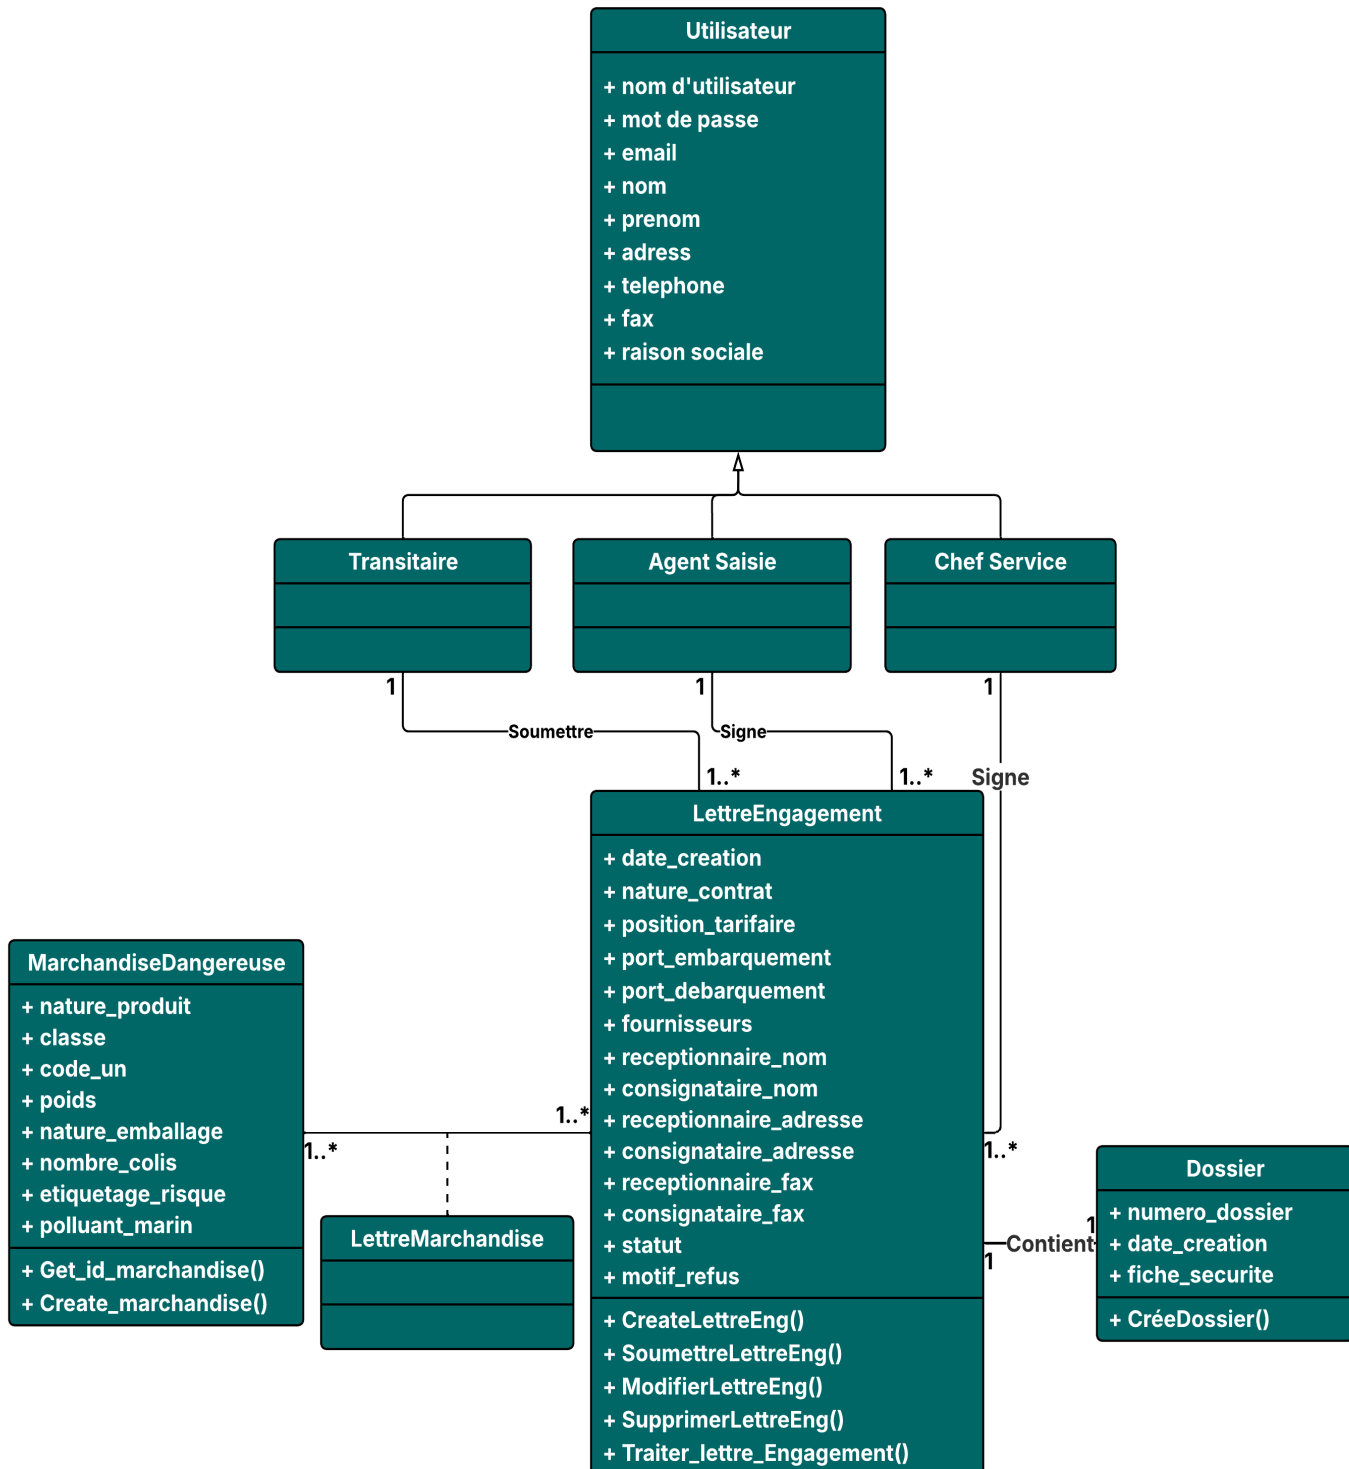 Utilisateur
+ nom d'utilisateur
+ mot de passe
+ email
+ nom
+ prenom
+ adress
+ telephone
+ fax
+ raison sociale
Transitaire
Agent Saisie
Chef Service
1
1
1
Soumettre
Signe
Signe
1..*
1..*
LettreEngagement
+ date_creation
+ nature_contrat
+ position_tarifaire
+ port_embarquement
+ port_debarquement
+ fournisseurs
+ receptionnaire_nom
+ consignataire_nom
+ receptionnaire_adresse
+ consignataire_adresse
+ receptionnaire_fax
+ consignataire_fax
+ statut
+ motif_refus
+ CreateLettreEng()
+ SoumettreLettreEng()
+ ModifierLettreEng()
+ SupprimerLettreEng()
+ Traiter_lettre_Engagement()
MarchandiseDangereuse
+ nature_produit
+ classe
+ code_un
+ poids
+ nature_emballage
+ nombre_colis
+ etiquetage_risque
+ polluant_marin
+ Get_id_marchandise()
+ Create_marchandise()
1..*
1..*
LettreMarchandise
1..*
1
Contient
1
Dossier
+ numero_dossier
+ date_creation
+ fiche_securite
+ CréeDossier()